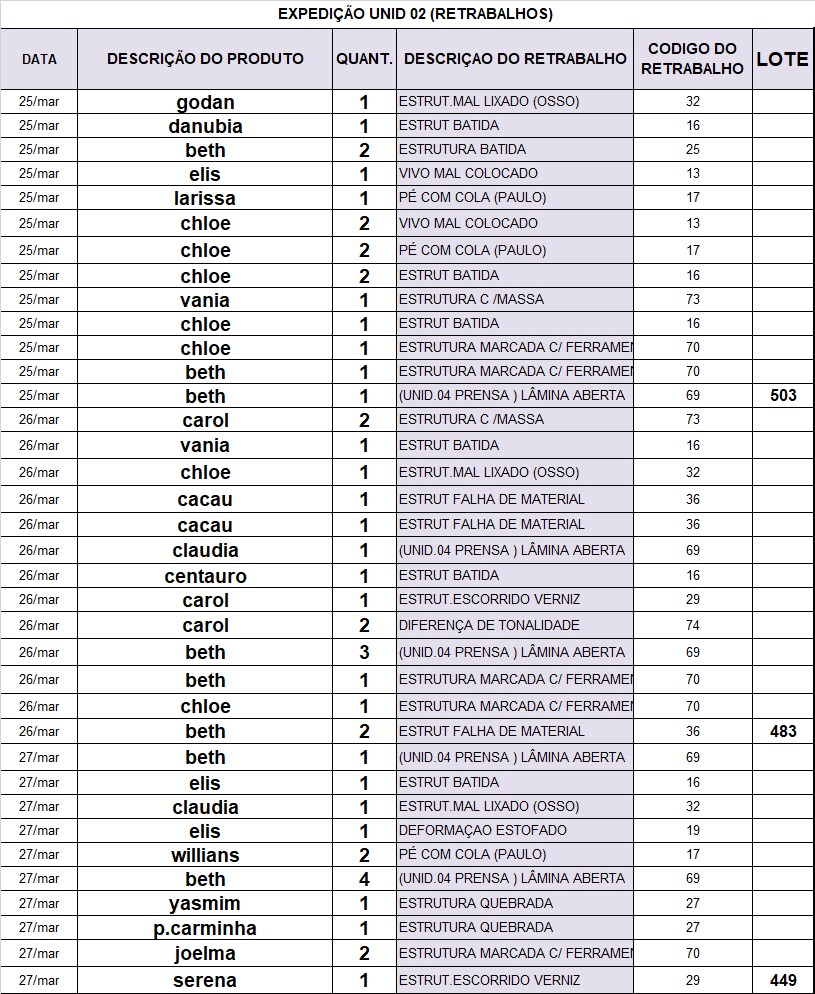 EXPEDIÇÃO UNID 02 (RETRABALHOS)
DATA DESCRIÇÃO DO PRODUTO QUANT. DESCRIÇAO DO RETRABALHO CODIGO DO RETRABALHO LOTE
25/mar godan 1 ESTRUT.MAL LIXADO (OSSO) 32
25/mar danubia 1 ESTRUT BATIDA 16
25/mar beth 2 ESTRUTURA BATIDA 25
25/mar elis 1 VIVO MAL COLOCADO 13
25/mar larissa 1 PÉ COM COLA (PAULO) 17
25/mar chloe 2 VIVO MAL COLOCADO 13
25/mar chloe 2 PÉ COM COLA (PAULO) 17
25/mar chloe 2 ESTRUT BATIDA 16
25/mar vania 1 ESTRUTURA C /MASSA 73
25/mar chloe 1 ESTRUT BATIDA 16
25/mar chloe 1 ESTRUTURA MARCADA C/ FERRAMEN 70
25/mar beth 1 ESTRUTURA MARCADA C/ FERRAMEN 70
25/mar beth 1 (UNID.04 PRENSA ) LÂMINA ABERTA 69 503
26/mar carol 2 ESTRUTURA C /MASSA 73
26/mar vania 1 ESTRUT BATIDA 16
26/mar chloe 1 ESTRUT.MAL LIXADO (OSSO) 32
26/mar cacau 1 ESTRUT FALHA DE MATERIAL 36
26/mar cacau 1 ESTRUT FALHA DE MATERIAL 36
26/mar claudia 1 (UNID.04 PRENSA ) LÂMINA ABERTA 69
26/mar centauro 1 ESTRUT BATIDA 16
26/mar carol 1 ESTRUT.ESCORRIDO VERNIZ 29
26/mar carol 2 DIFERENÇA DE TONALIDADE 74
26/mar beth 3 (UNID.04 PRENSA ) LÂMINA ABERTA 69
26/mar beth 1 ESTRUTURA MARCADA C/ FERRAMEN 70
26/mar chloe 1 ESTRUTURA MARCADA C/ FERRAMEN 70
26/mar beth 2 ESTRUT FALHA DE MATERIAL 36 483
27/mar beth 1 (UNID.04 PRENSA ) LÂMINA ABERTA 69
27/mar elis 1 ESTRUT BATIDA 16
27/mar claudia 1 ESTRUT.MAL LIXADO (OSSO) 32
27/mar elis 1 DEFORMAÇAO ESTOFADO 19
27/mar willians 2 PÉ COM COLA (PAULO) 17
27/mar beth 4 (UNID.04 PRENSA ) LÂMINA ABERTA 69
27/mar yasmim 1 ESTRUTURA QUEBRADA 27
27/mar p.carminha 1 ESTRUTURA QUEBRADA 27
27/mar joelma 2 ESTRUTURA MARCADA C/ FERRAMEN 70
27/mar serena 1 ESTRUT.ESCORRIDO VERNIZ 29 449